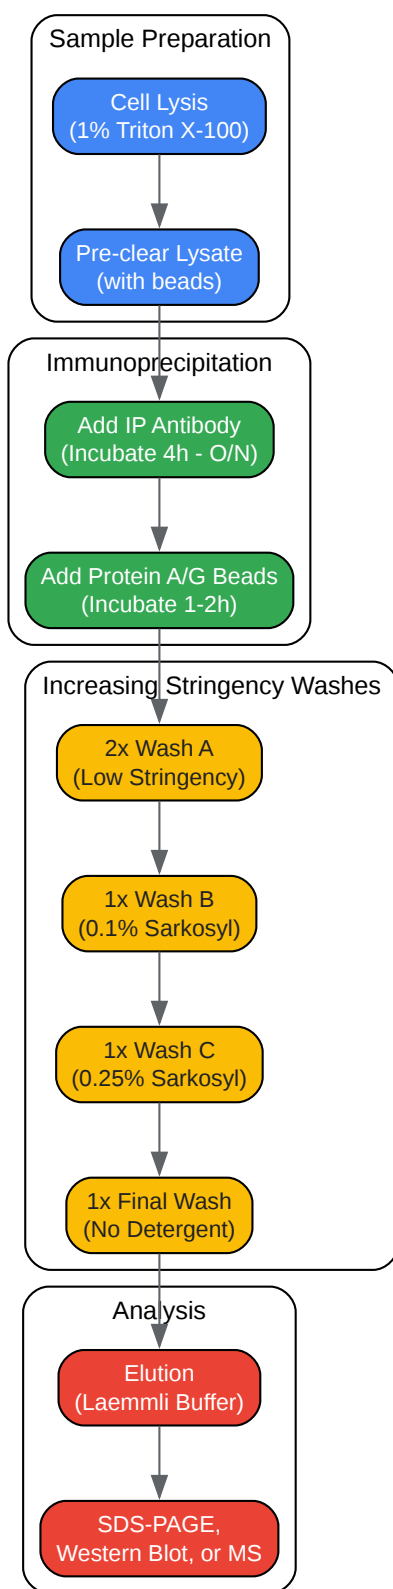 Sample Preparation
Cell Lysis
(1% Triton X-100)
Pre-clear Lysate
(with beads)
Immunoprecipitation
Add IP Antibody
(Incubate 4h - O/N)
Add Protein A/G Beads
(Incubate 1-2h)
Increasing Stringency Washes
2x Wash A
(Low Stringency)
1x Wash B
(0.1% Sarkosyl)
1x Wash C
(0.25% Sarkosyl)
1x Final Wash
(No Detergent)
Analysis
Elution
(Laemmli Buffer)
SDS-PAGE,
Western Blot, or MS